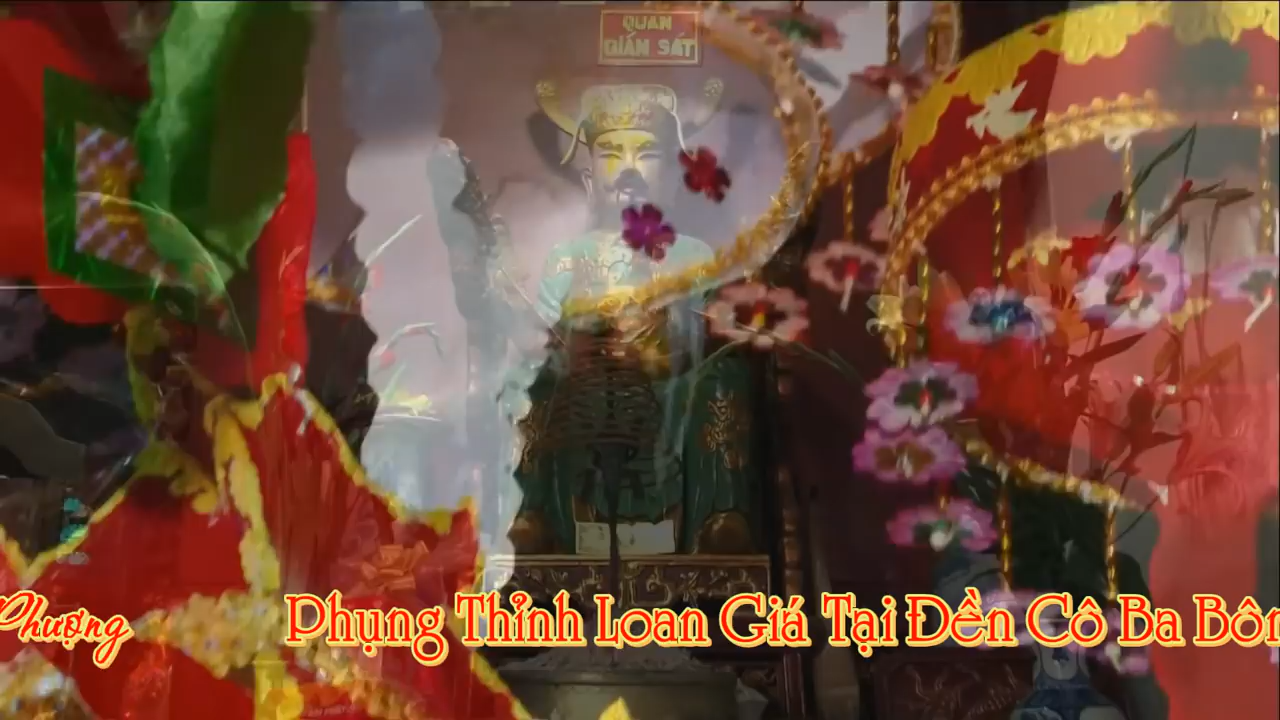 QUAN
GIÁM SÁT
Phượng
Phụng Thỉnh Loan Giá Tại Đền Cô Ba Bôn